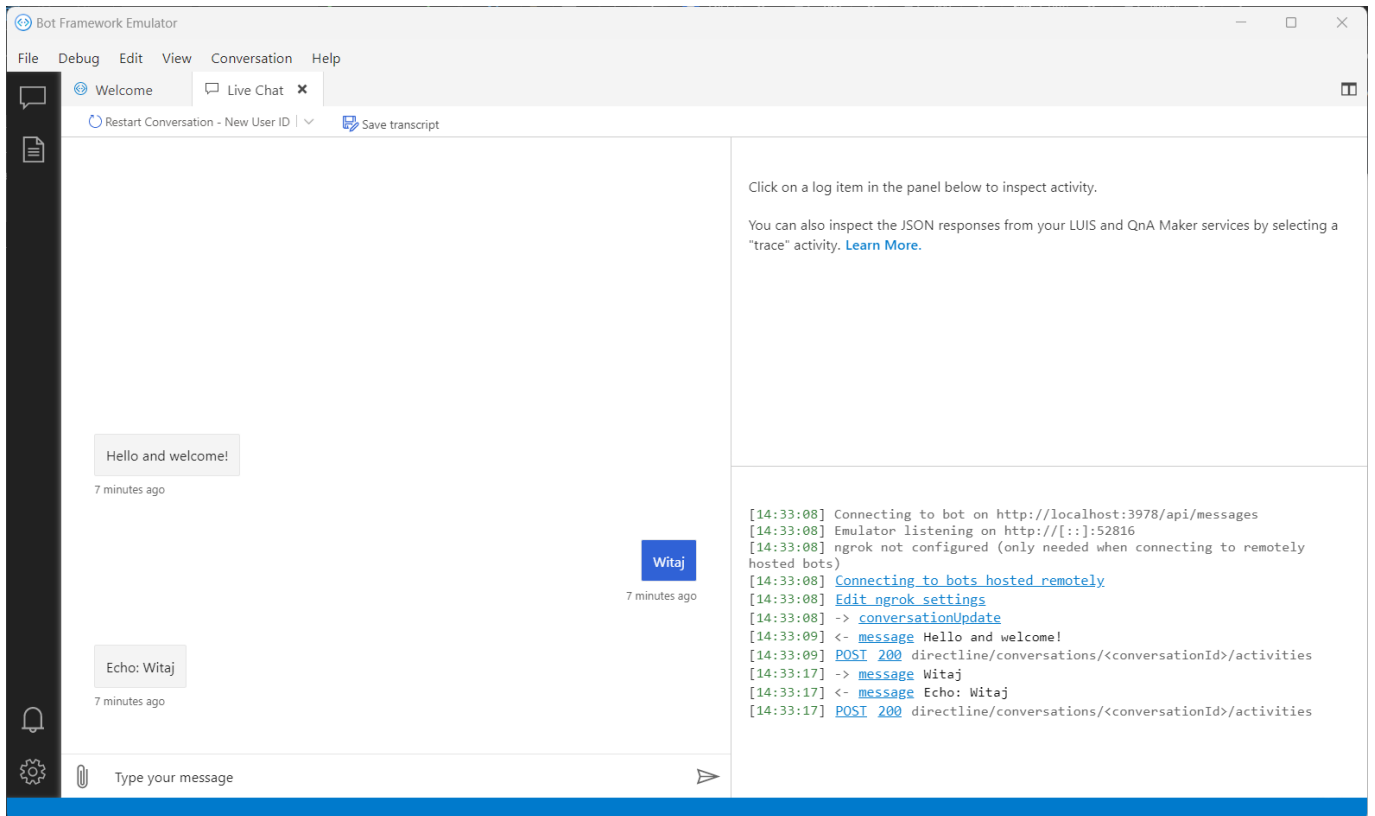 Bot Framework Emulator
File Debug Edit View Conversation Help
Welcome Live Chat
Restart Conversation - New User ID Save transcript
Hello and welcome!
7 minutes ago
Witaj
7 minutes ago
Echo: Witaj
7 minutes ago
Type your message
Click on a log item in the panel below to inspect activity.
You can also inspect the JSON responses from your LUIS and QnA Maker services by selecting a
"trace" activity. Learn More.
[14:33:08] Connecting to bot on http://localhost:3978/api/messages
[14:33:08] Emulator listening on http://[::]:52816
[14:33:08] ngrok not configured (only needed when connecting to remotely
hosted bots)
[14:33:08] Connecting to bots hosted remotely
[14:33:08] Edit ngrok settings
[14:33:08] -> conversationUpdate
[14:33:09] <- message Hello and welcome!
[14:33:09] POST 200 directline/conversations/<conversationId>/activities
[14:33:17] -> message Witaj
[14:33:17] <- message Echo: Witaj
[14:33:17] POST 200 directline/conversations/<conversationId>/activities